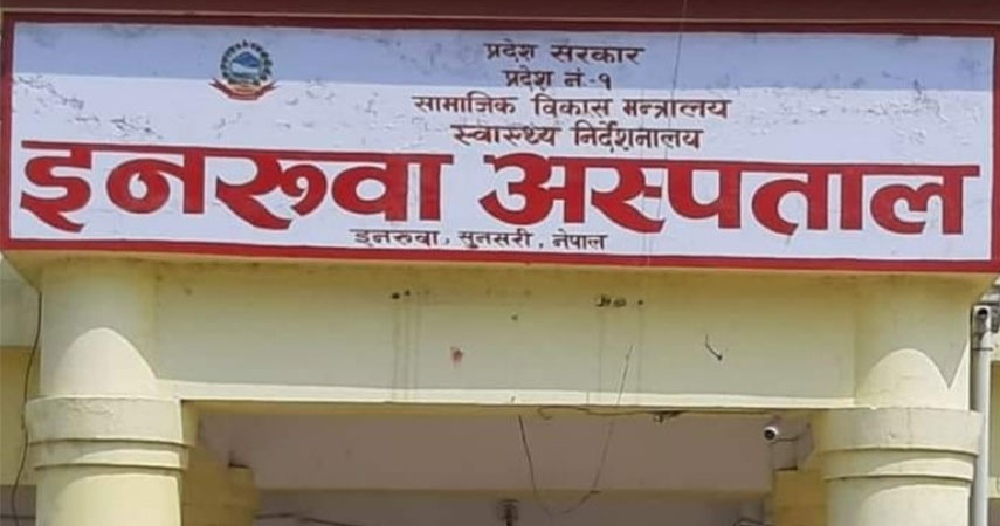 प्रदेश सरकार
प्रदेश नं-१
सामाजिक विकास मन्त्रालय
स्वास्थ्य निर्देशनालय
इनरुवा अस्पताल
इनरुवा, सुनसरी, नेपाल